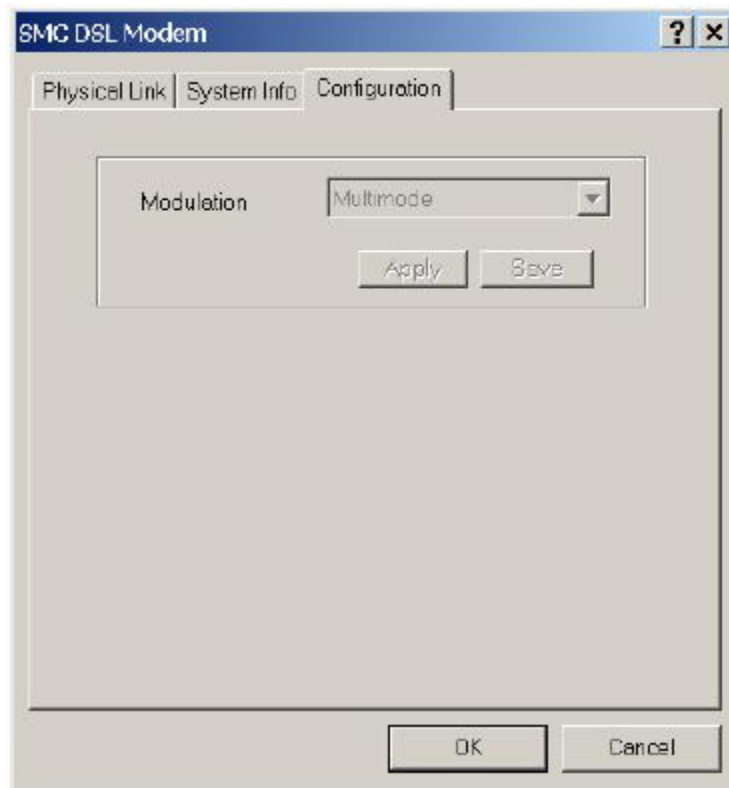 SMC DSL Modem
Physical Link System Info Configuration
Modulation Multimode
Apply Save
OK Cancel